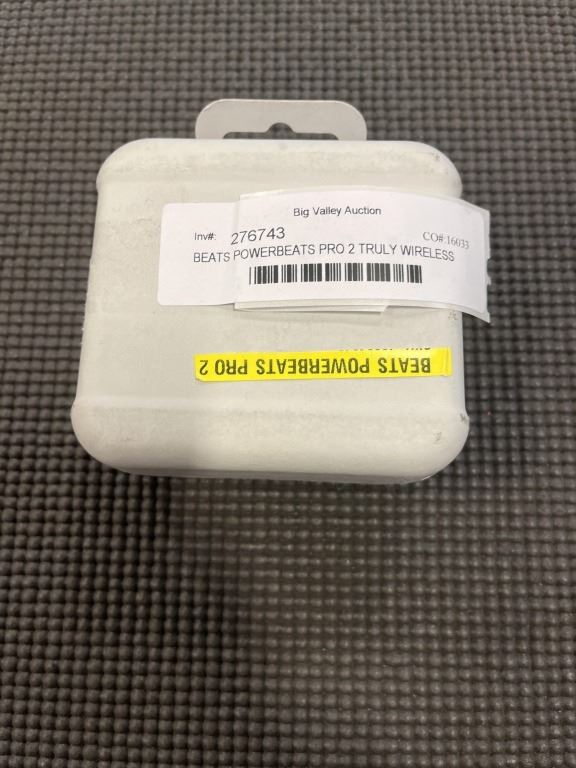 Big Valley Auction
Inv#: 276743 CO#:16033
BEATS POWERBEATS PRO 2 TRULY WIRELESS
BEATS POWERBEATS PRO 2